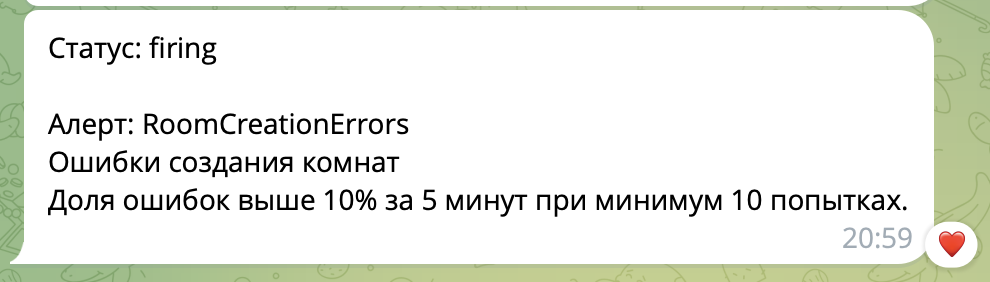 Статус: firing
Алерт: RoomCreationErrors
Ошибки создания комнат
Доля ошибок выше 10% за 5 минут при минимум 10 попытках.
20:59